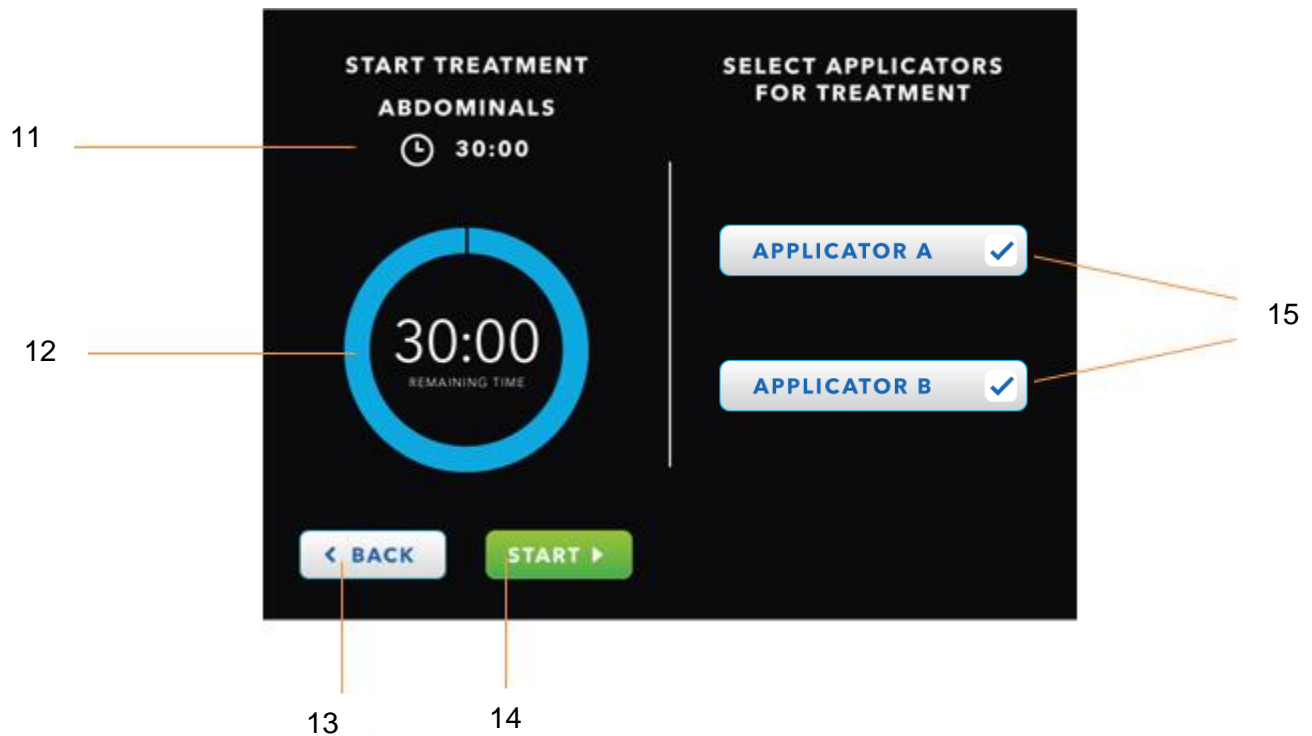 START TREATMENT
ABDOMINALS
30:00
30:00
REMAINING TIME
BACK
START
SELECT APPLICATORS
FOR TREATMENT
APPLICATOR A
APPLICATOR B
11
12
13
14
15